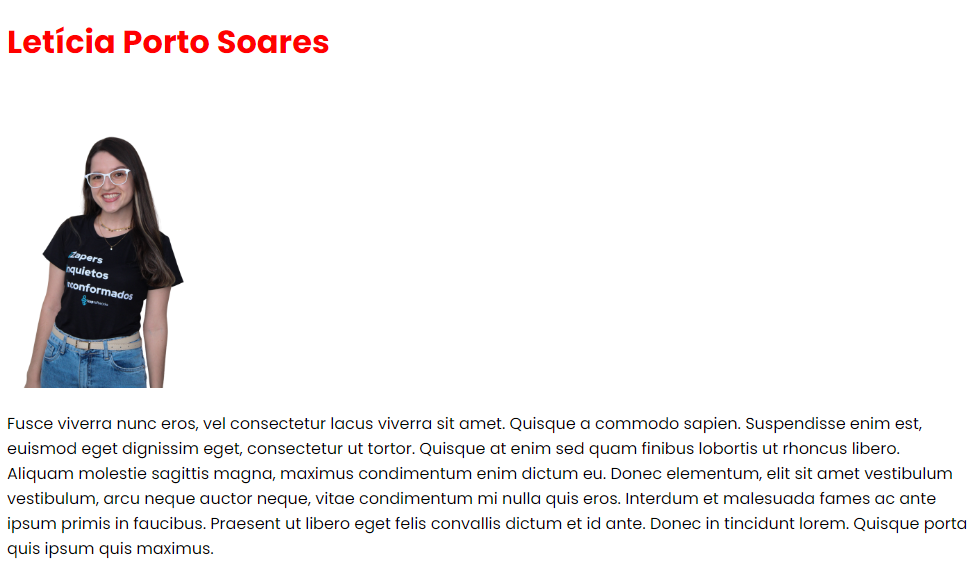 Letícia Porto Soares
Zapers
nquietos
conformados
Fusce viverra nunc eros, vel consectetur lacus viverra sit amet. Quisque a commodo sapien. Suspendisse enim est,
euismod eget dignissim eget, consectetur ut tortor. Quisque at enim sed quam finibus lobortis ut rhoncus libero.
Aliquam molestie sagittis magna, maximus condimentum enim dictum eu. Donec elementum, elit sit amet vestibulum
vestibulum, arcu neque auctor neque, vitae condimentum mi nulla quis eros. Interdum et malesuada fames ac ante
ipsum primis in faucibus. Praesent ut libero eget felis convallis dictum et id ante. Donec in tincidunt lorem. Quisque porta
quis ipsum quis maximus.